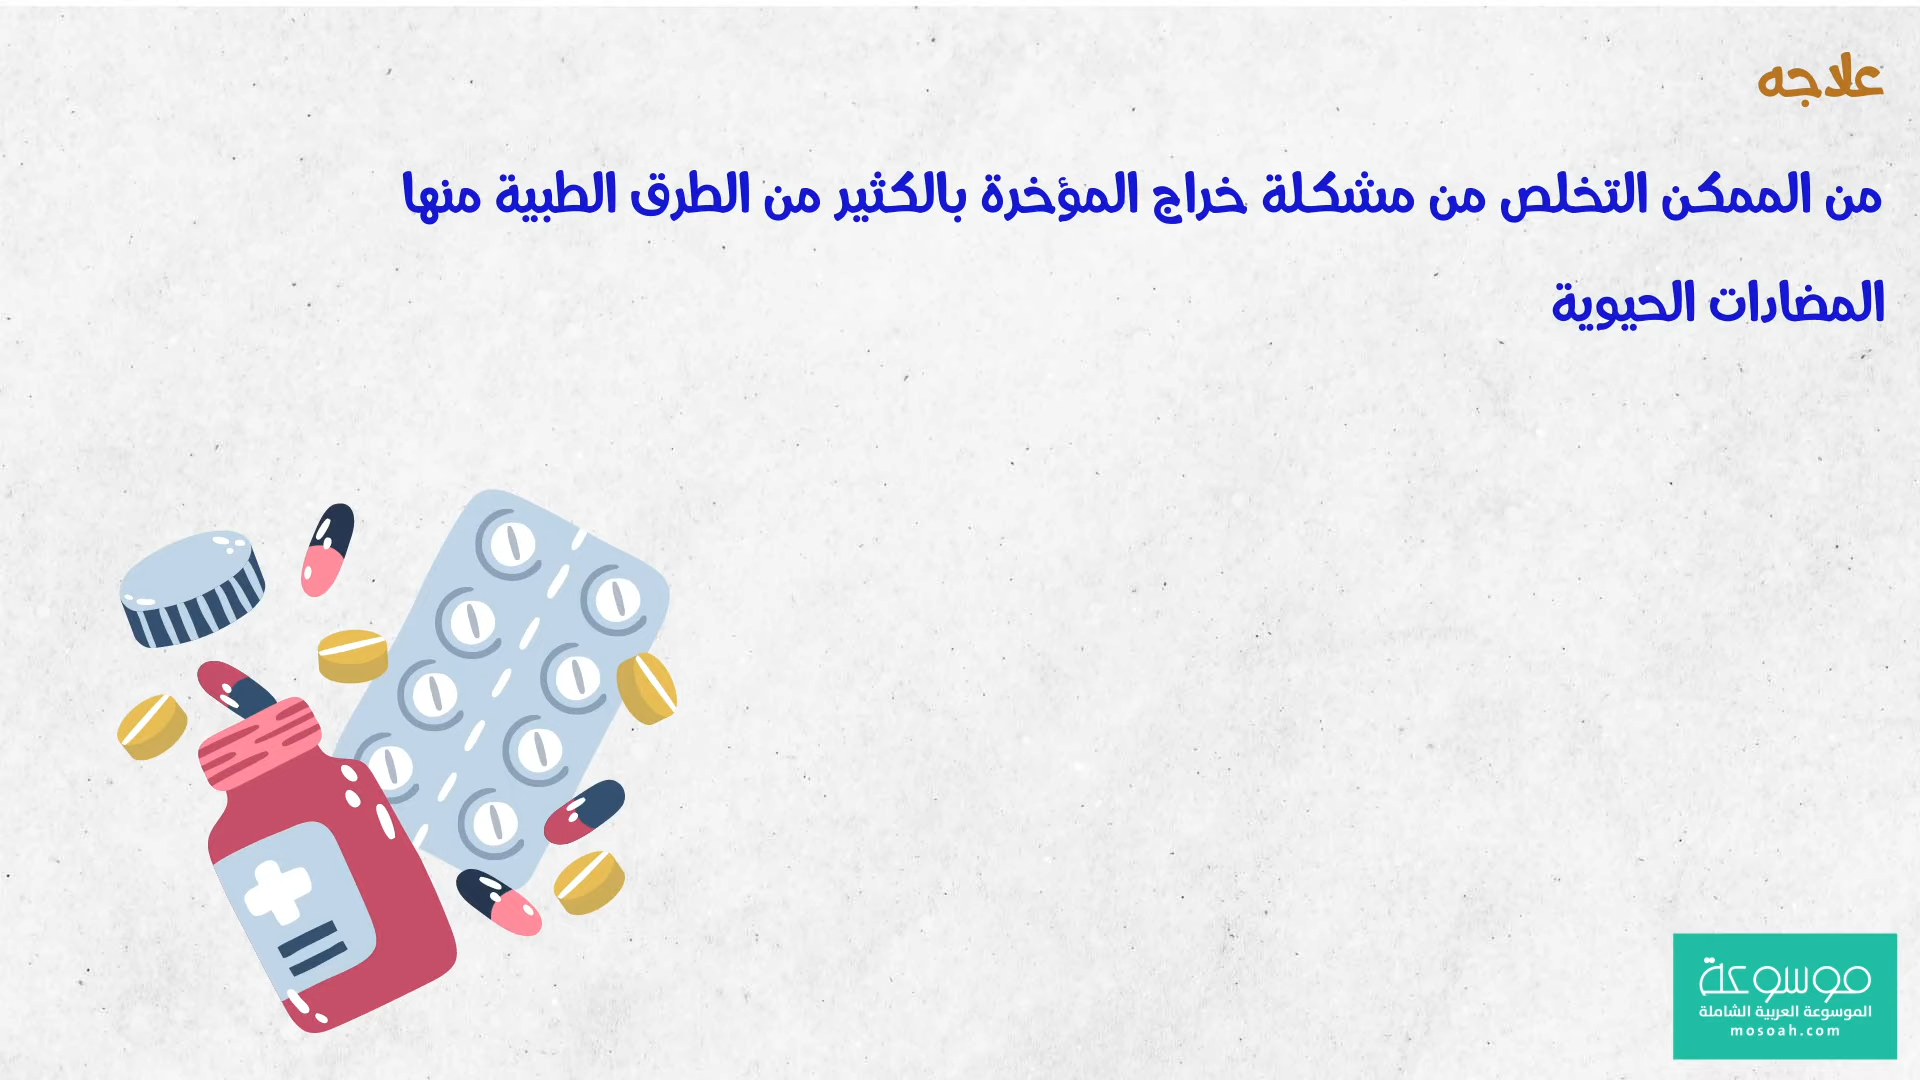 علاجه
من الممكن التخلص من مشكلة خراج المؤخرة بالكثير من الطرق الطبية منها
المضادات الحيوية
موسوعة
الموسوعة العربية الشاملة
mosoah.com